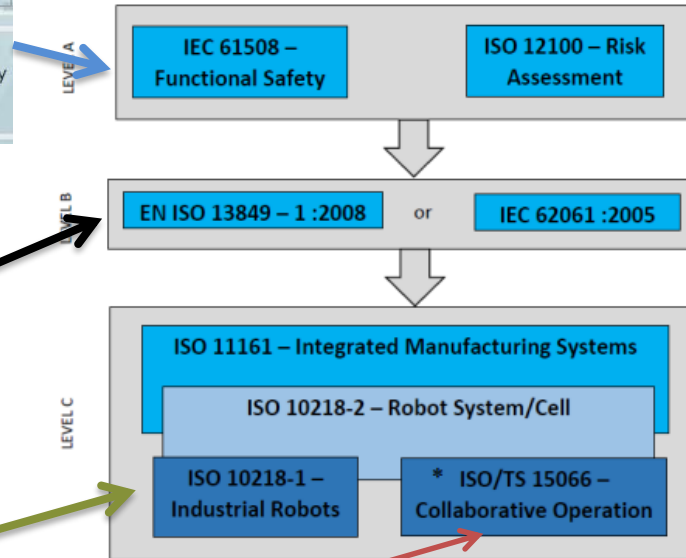 y
LEVEL A
IEC 61508 –
Functional Safety
ISO 12100 – Risk
Assessment
LEVEL B
EN ISO 13849 – 1 :2008
or
IEC 62061 :2005
LEVEL C
ISO 11161 – Integrated Manufacturing Systems
ISO 10218-2 – Robot System/Cell
ISO 10218-1 –
Industrial Robots
* ISO/TS 15066 –
Collaborative Operation